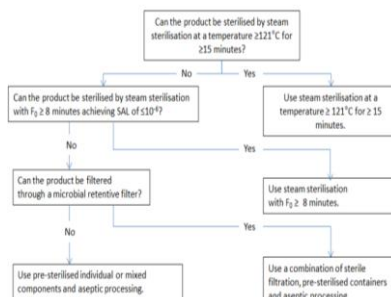 Can the product be sterilised by steam
sterilisation at a temperature ≥121°C for
≥15 minutes?
No
Yes
Can the product be sterilised by steam sterilisation
with F₀ ≥ 8 minutes achieving SAL of ≤10⁻⁶?
Use steam sterilisation at a
temperature ≥ 121°C for ≥ 15
minutes.
No
Yes
Can the product be filtered
through a microbial retentive filter?
Use steam sterilisation
with F₀ ≥ 8 minutes.
No
Yes
Use pre-sterilised individual or mixed
components and aseptic processing.
Use a combination of sterile
filtration, pre-sterilised containers
and aseptic processing